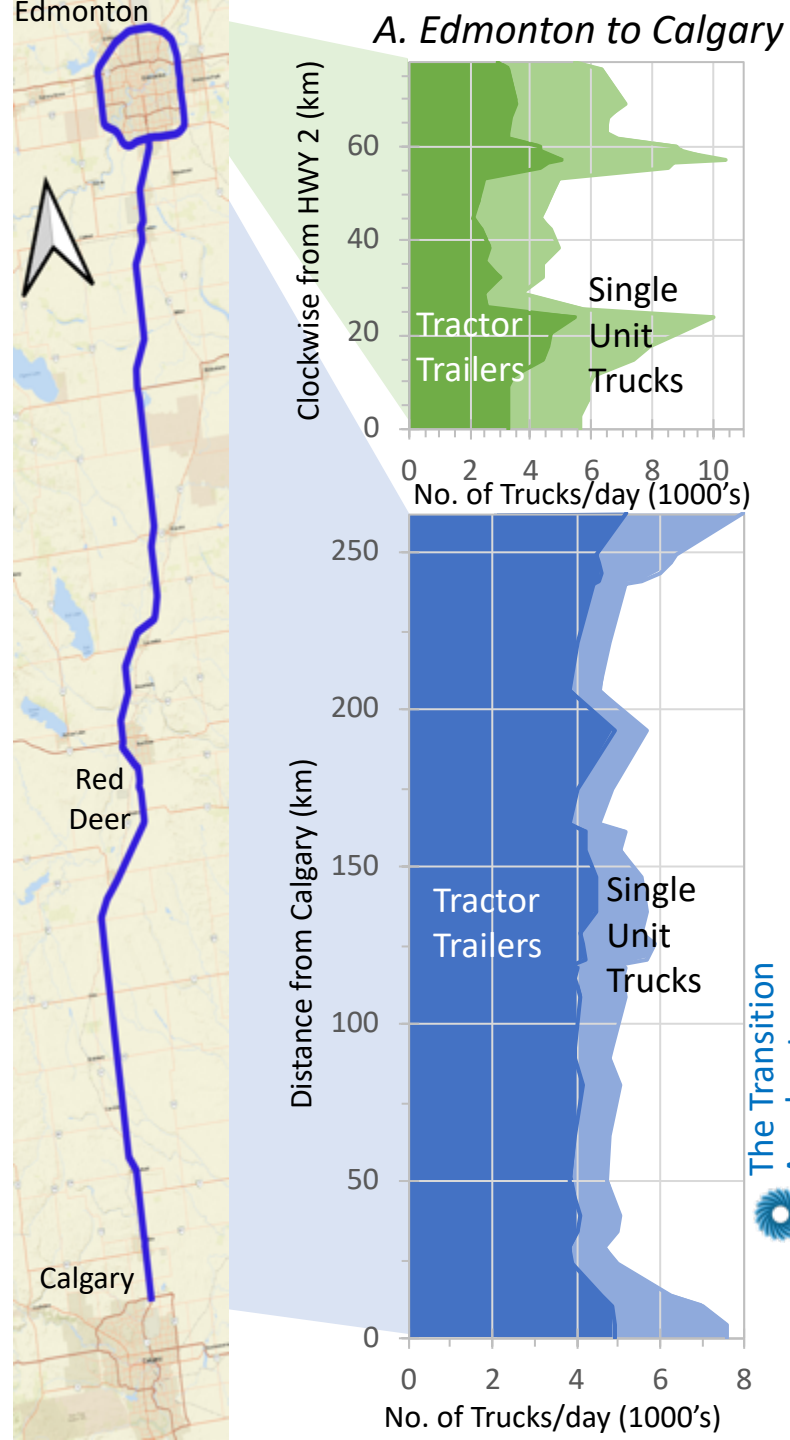 Edmonton
A. Edmonton to Calgary
Clockwise from HWY 2 (km)
60
40
20
0
Tractor
Trailers
Single
Unit
Trucks
0 2 4 6 8 10
No. of Trucks/day (1000's)
Red
Deer
Calgary
Distance from Calgary (km)
250
200
150
100
50
0
Tractor
Trailers
Single
Unit
Trucks
0 2 4 6 8
No. of Trucks/day (1000's)
The Transition